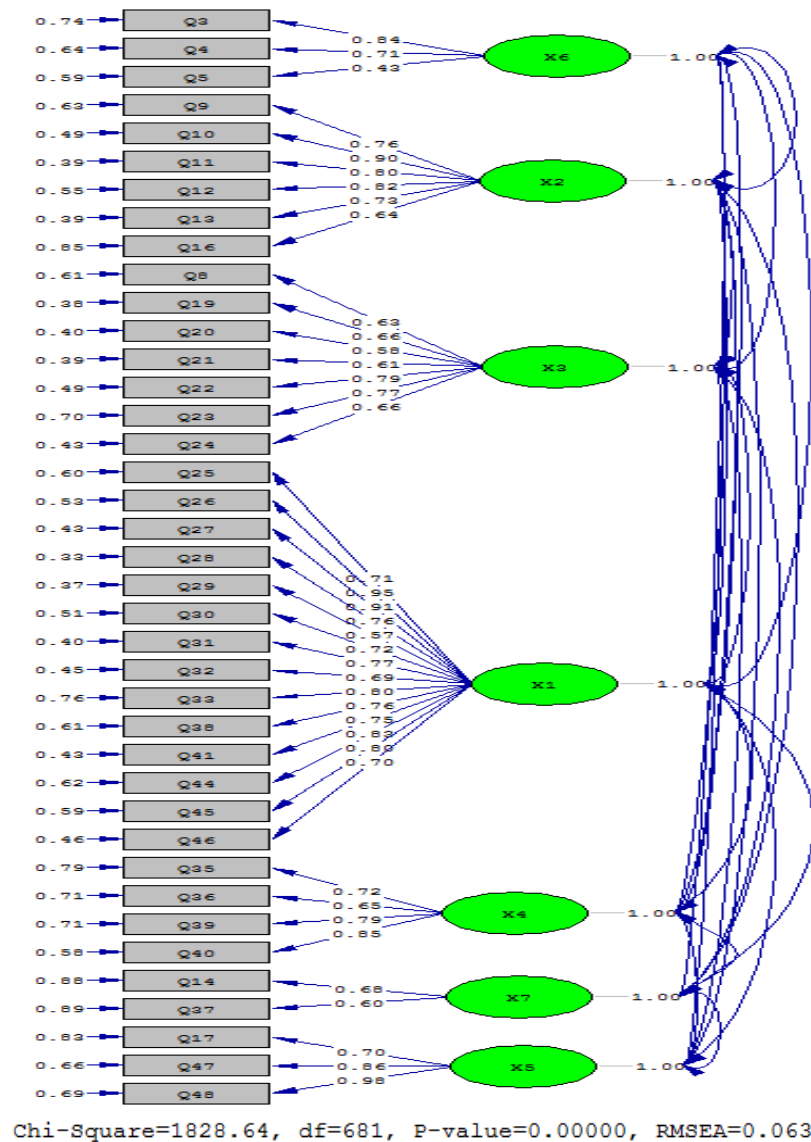 0.74 Q3
0.84
0.64 Q4 0.71 X6 1.00
0.59 Q5 0.43
0.63 Q9
0.49 Q10 0.76
0.90
0.39 Q11 0.80
0.55 Q12 0.82 X2 1.00
0.73
0.39 Q13 0.64
0.85 Q16
0.61 Q8
0.38 Q19 0.63
0.66
0.40 Q20 0.58
0.39 Q21 0.61 X3 1.00
0.49 Q22 0.79
0.77
0.70 Q23 0.66
0.43 Q24
0.60 Q25
0.53 Q26
0.43 Q27
0.33 Q28
0.71
0.37 Q29 0.95
0.91
0.51 Q30 0.76
0.57
0.40 Q31 0.72
0.77
0.45 Q32 0.69 X1 1.00
0.76 Q33 0.80
0.76
0.61 Q38 0.75
0.83
0.43 Q41 0.80
0.70
0.62 Q44
0.59 Q45
0.46 Q46
0.79 Q35
0.72
0.71 Q36 0.65
0.71 Q39 0.79 X4 1.00
0.85
0.58 Q40
0.88 Q14 0.68
0.89 Q37 0.60 X7 1.00
0.83 Q17
0.70
0.66 Q47 0.86 X5 1.00
0.69 Q48 0.98
Chi-Square=1828.64, df=681, P-value=0.00000, RMSEA=0.063